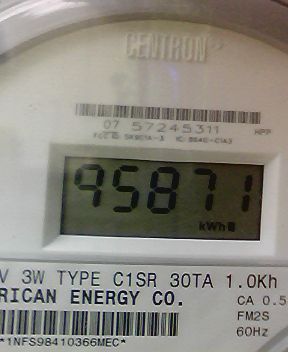 CENTRON
07 57245311 HPP
95871
kWh
V 3W TYPE C1SR 30TA 1.0Kh
RICAN ENERGY CO.
CA 0.5
FM2S
60Hz
*1NFS98410366MEC*